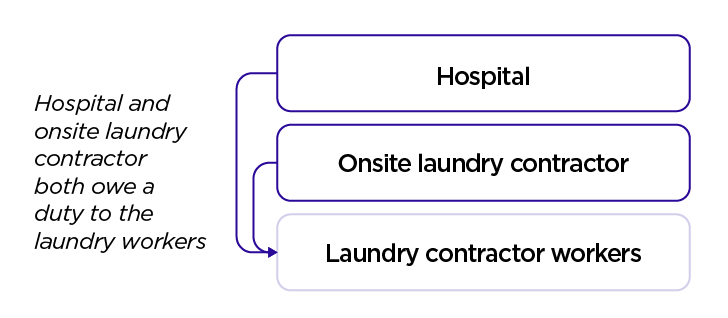 Hospital and
onsite laundry
contractor
both owe a
duty to the
laundry workers
Hospital
Onsite laundry contractor
Laundry contractor workers